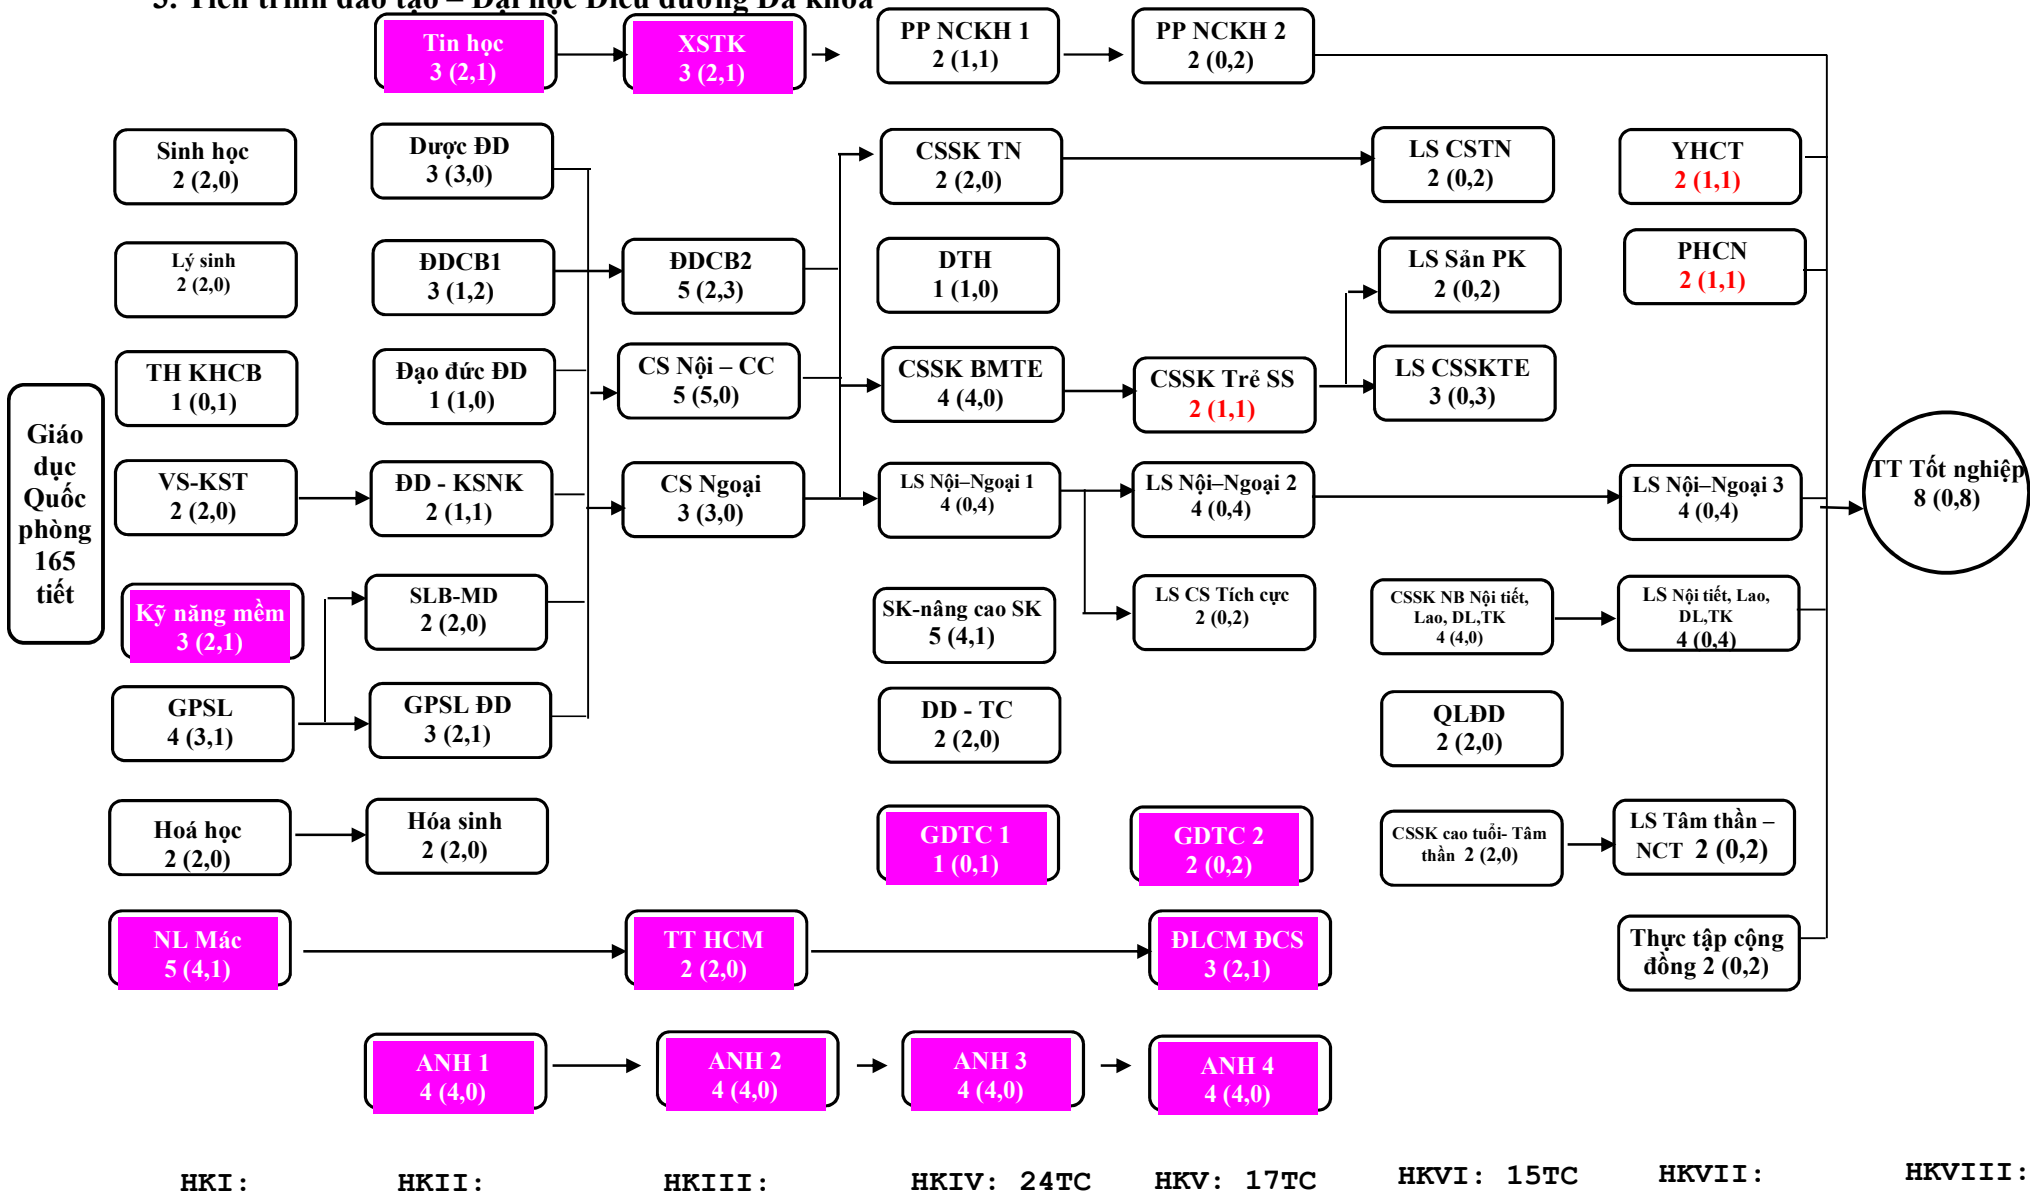 3. Tiến trình đào tạo – Đại học Điều dưỡng Đa khoa
Tin học
3 (2,1)
XSTK
3 (2,1)
PP NCKH 1
2 (1,1)
PP NCKH 2
2 (0,2)
Sinh học
2 (2,0)
Dược ĐD
3 (3,0)
CSSK TN
2 (2,0)
LS CSTN
2 (0,2)
YHCT
2 (1,1)
Lý sinh
2 (2,0)
ĐDCB1
3 (1,2)
ĐDCB2
5 (2,3)
DTH
1 (1,0)
LS Sản PK
2 (0,2)
PHCN
2 (1,1)
TH KHCB
1 (0,1)
Đạo đức ĐD
1 (1,0)
CS Nội – CC
5 (5,0)
CSSK BMTE
4 (4,0)
CSSK Trẻ SS
2 (1,1)
LS CSSKTE
3 (0,3)
Giáo
dục
Quốc
phòng
165
tiết
VS-KST
2 (2,0)
ĐD - KSNK
2 (1,1)
CS Ngoại
3 (3,0)
LS Nội–Ngoại 1
4 (0,4)
LS Nội–Ngoại 2
4 (0,4)
LS Nội–Ngoại 3
4 (0,4)
TT Tốt nghiệp
8 (0,8)
Kỹ năng mềm
3 (2,1)
SLB-MD
2 (2,0)
SK-nâng cao SK
5 (4,1)
LS CS Tích cực
2 (0,2)
CSSK NB Nội tiết,
Lao, DL,TK
4 (4,0)
LS Nội tiết, Lao,
DL,TK
4 (0,4)
GPSL
4 (3,1)
GPSL ĐD
3 (2,1)
DD - TC
2 (2,0)
QLĐD
2 (2,0)
Hoá học
2 (2,0)
Hóa sinh
2 (2,0)
GDTC 1
1 (0,1)
GDTC 2
2 (0,2)
CSSK cao tuổi- Tâm
thần 2 (2,0)
LS Tâm thần –
NCT 2 (0,2)
NL Mác
5 (4,1)
TT HCM
2 (2,0)
ĐLCM ĐCS
3 (2,1)
Thực tập cộng
đồng 2 (0,2)
ANH 1
4 (4,0)
ANH 2
4 (4,0)
ANH 3
4 (4,0)
ANH 4
4 (4,0)
HKI:
HKII:
HKIII:
HKIV: 24TC
HKV: 17TC
HKVI: 15TC
HKVII:
HKVIII: